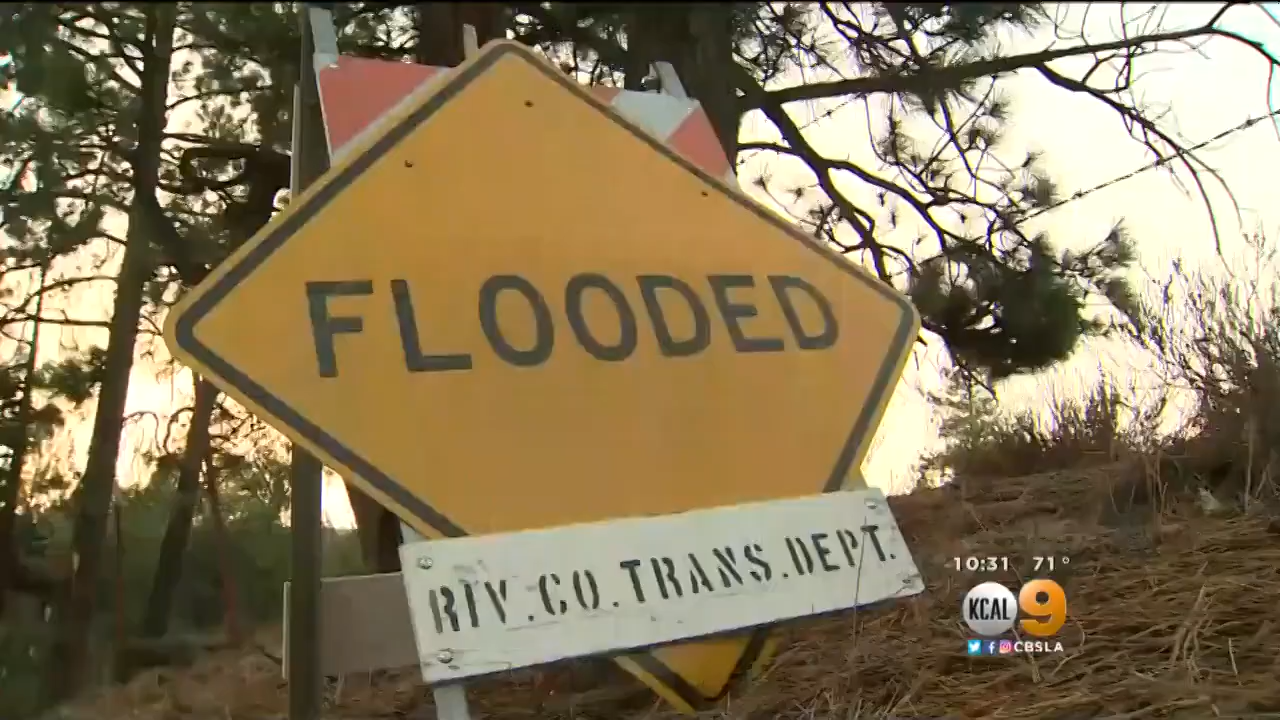 FLOODED
RIV.CO.TRANS.DEPT.
10:31 71°
KCAL 9
CBSLA